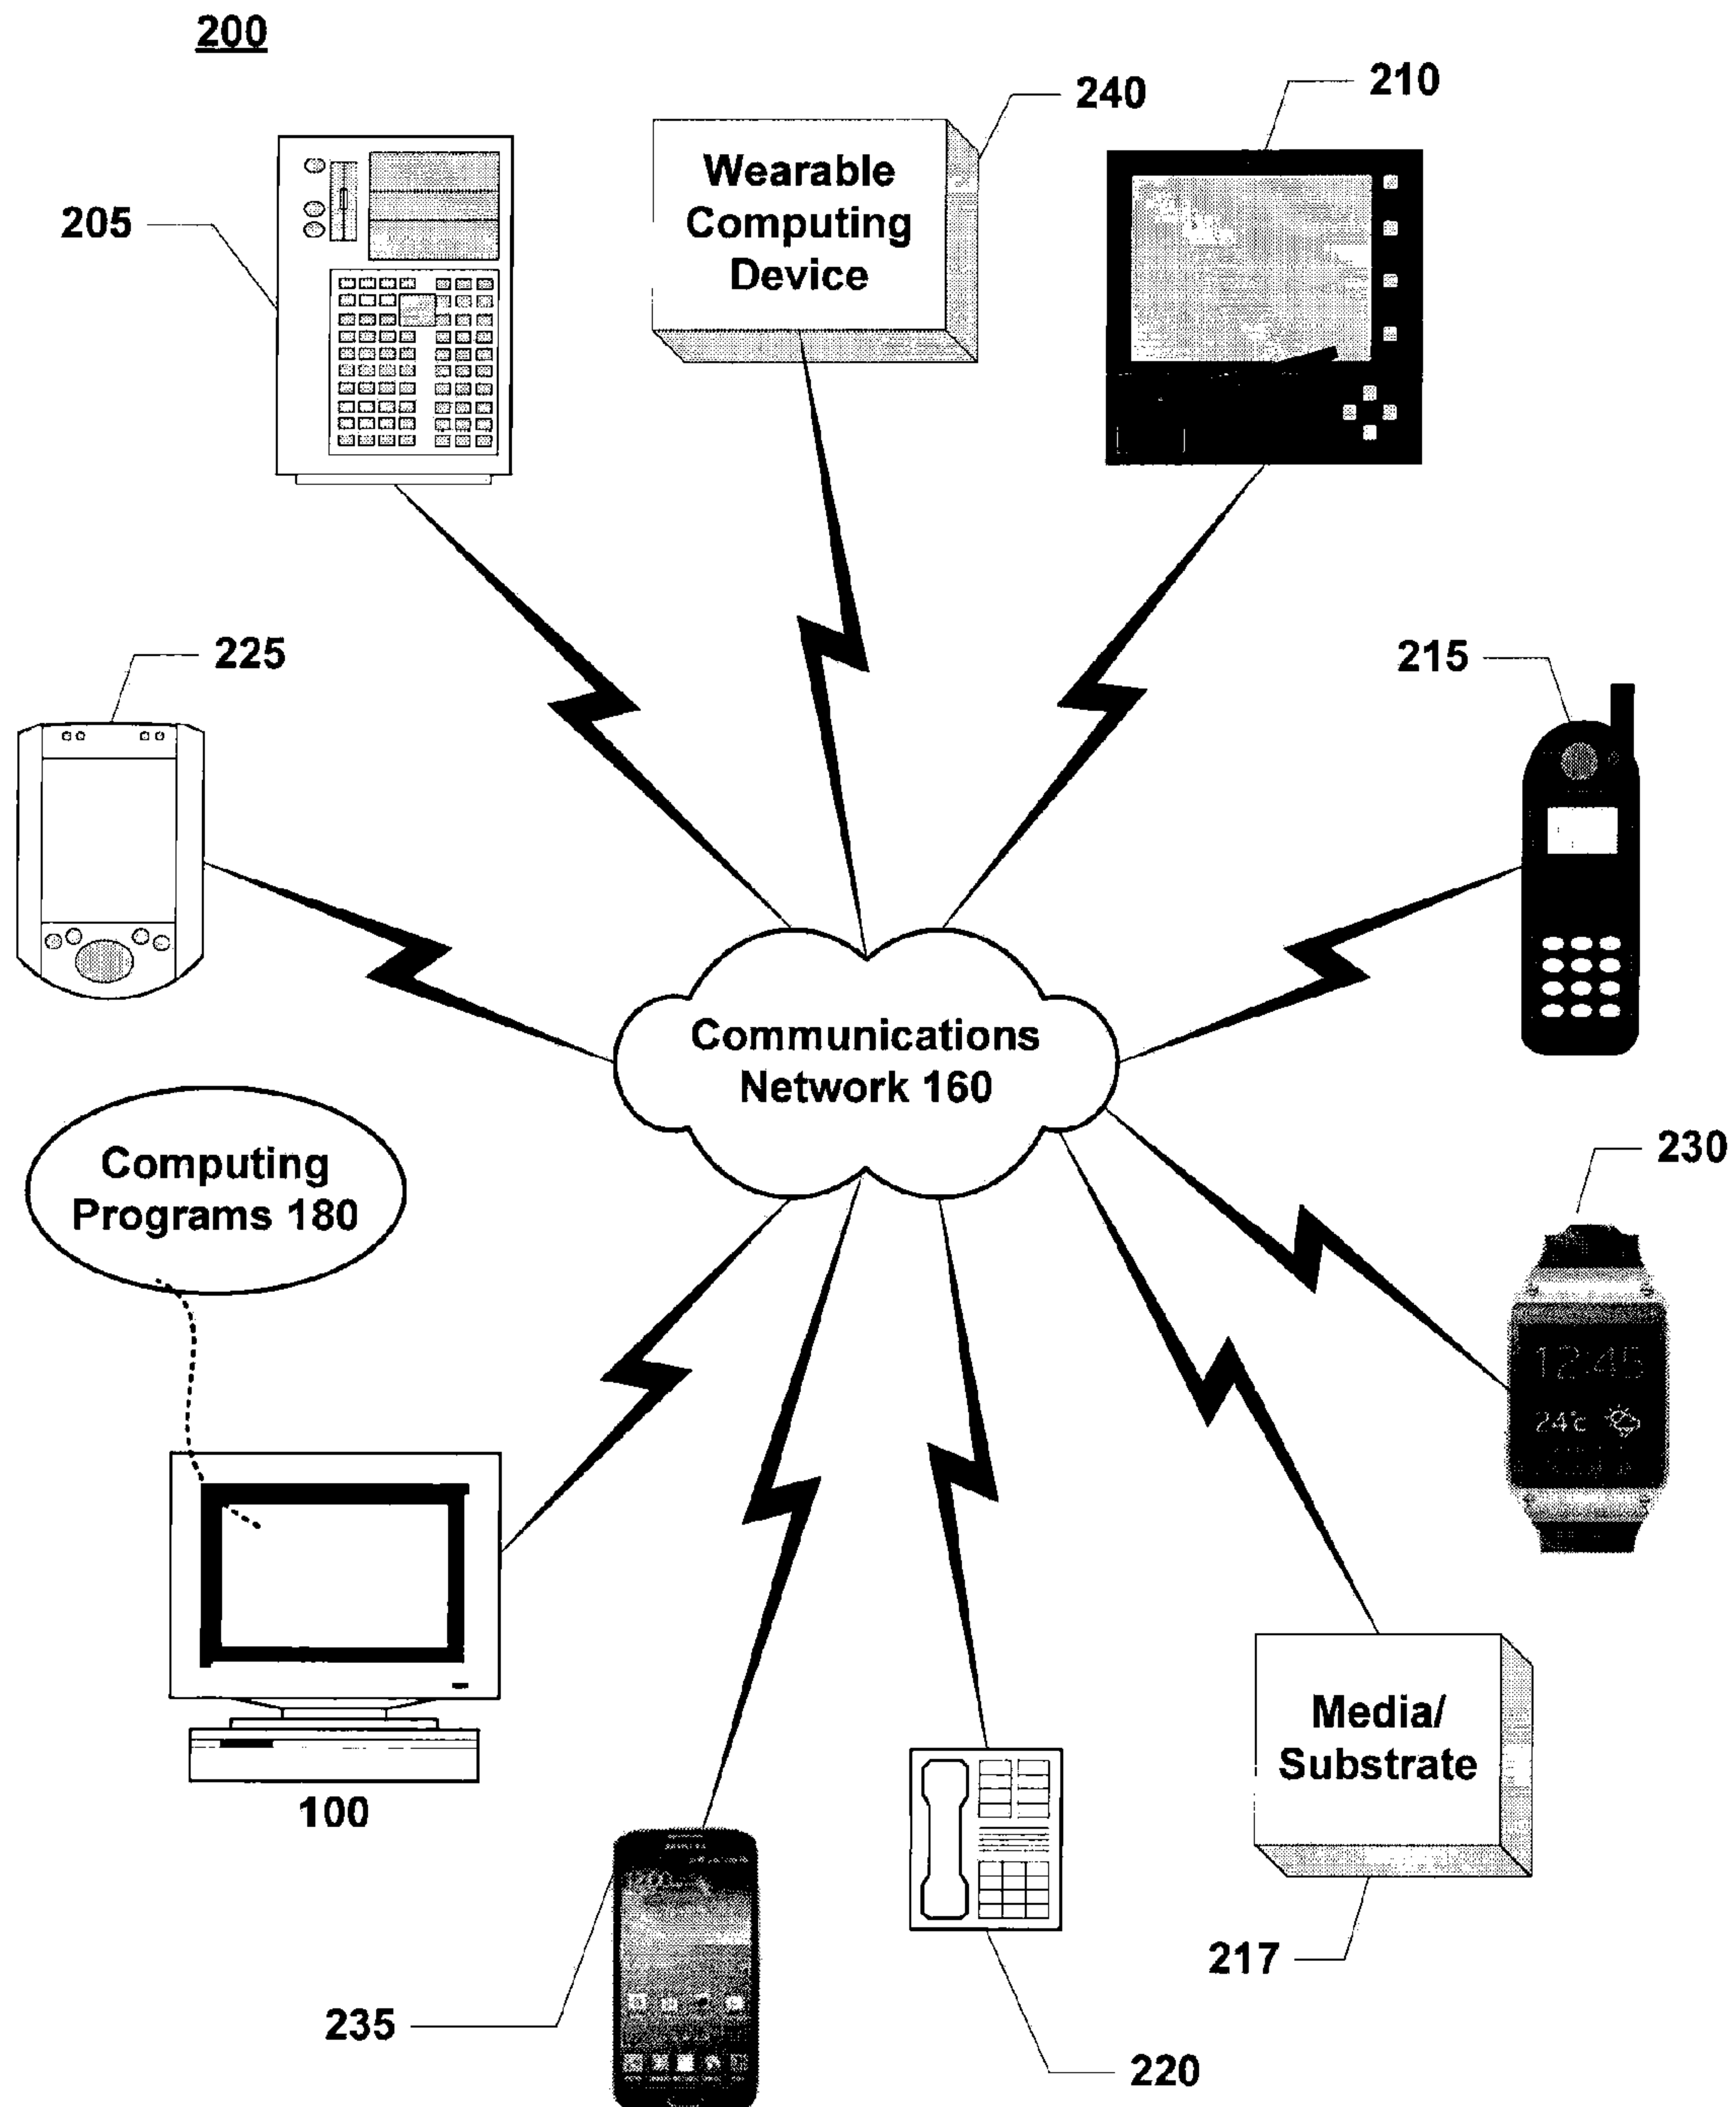 200
240
210
Wearable
Computing
Device
205
225
215
Communications
Network 160
Computing
Programs 180
230
12:45
24°c
Media/
Substrate
100
217
235
220